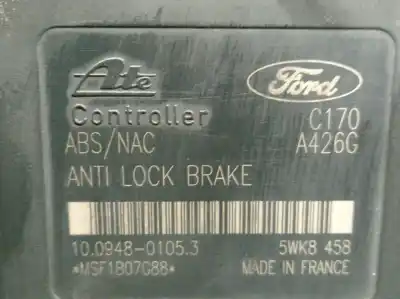 Ate
Ford
Controller
C170
ABS/NAC
A426G
ANTI LOCK BRAKE
10.0948-0105.3
5WK8 458
*MSF1B07G88*
MADE IN FRANCE